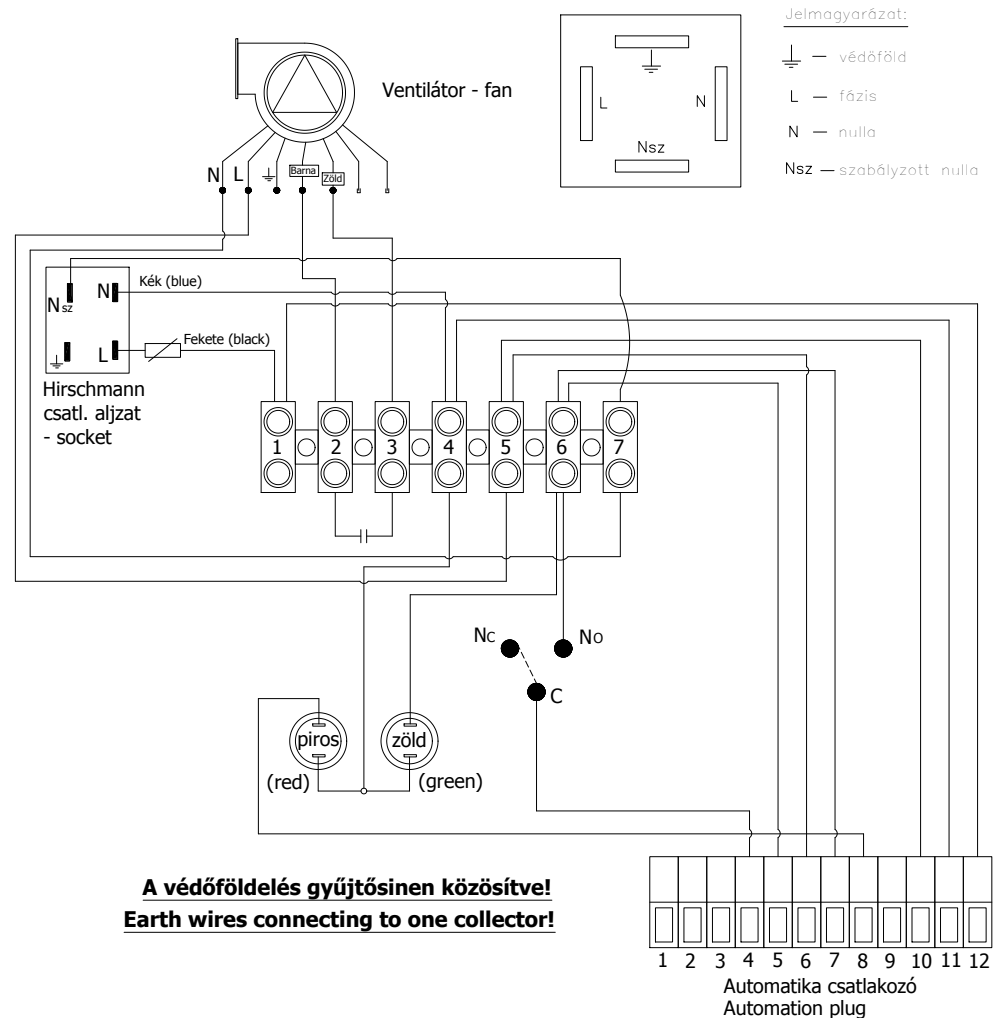 Jelmagyarázat:
védőföld
L — fázis
N — nulla
Nsz — szabályzott nulla
L
N
Nsz
Ventilátor - fan
N
L
Barna
Zöld
Nsz
N
L
Kék (blue)
Fekete (black)
Hirschmann
csatl. aljzat
- socket
1 2 3 4 5 6 7
Nc
No
C
piros
(red)
zöld
(green)
A védőföldelés gyűjtősinen közösítve!
Earth wires connecting to one collector!
1 2 3 4 5 6 7 8 9 10 11 12
Automatika csatlakozó
Automation plug